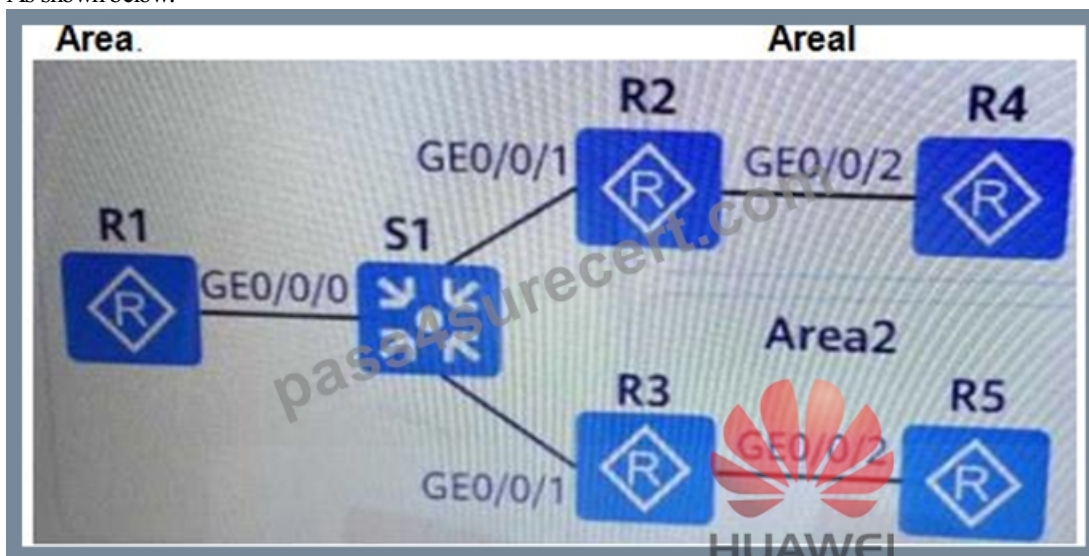 As shown below:
Area.
Areal
R2
R4
GE0/0/1
GE0/0/2
R1
S1
GE0/0/0
Area2
R3
R5
GE0/0/2
GE0/0/1
pass4surecert.com
HUAWEI